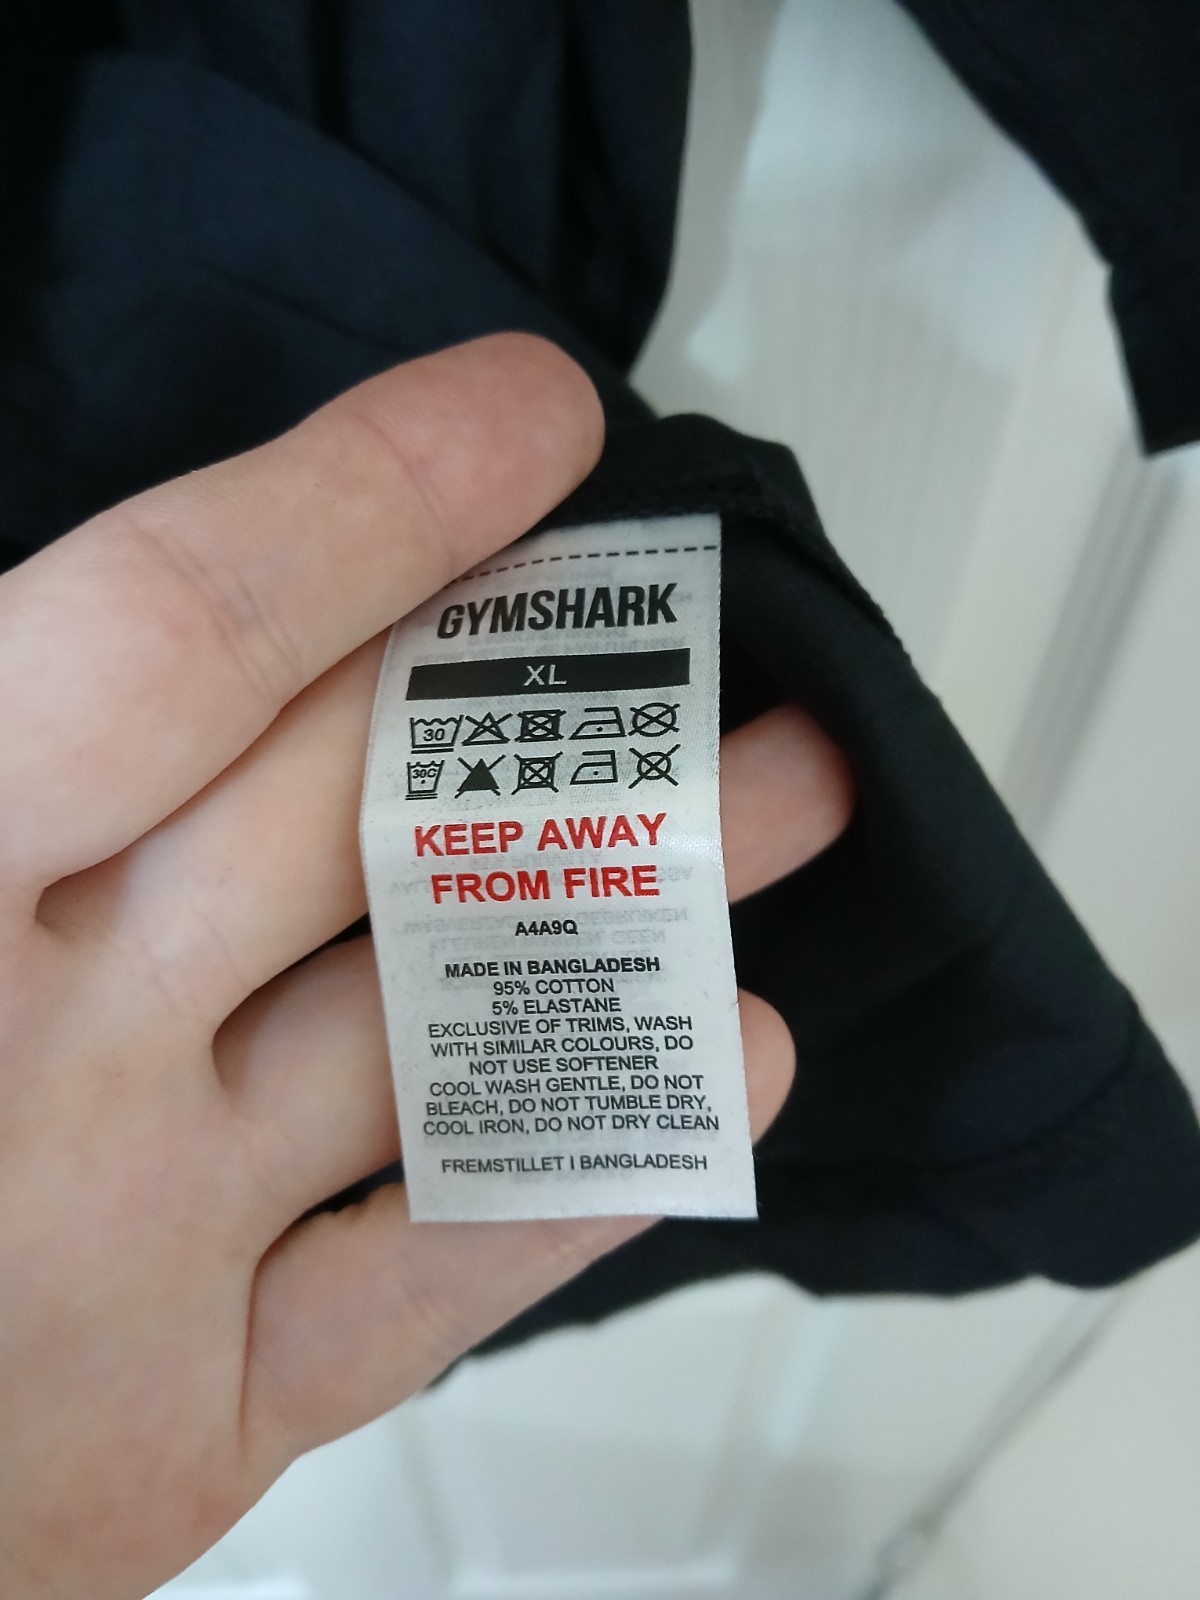 GYMSHARK
XL
30
30C
KEEP AWAY
FROM FIRE
A4A9Q
MADE IN BANGLADESH
95% COTTON
5% ELASTANE
EXCLUSIVE OF TRIMS, WASH
WITH SIMILAR COLOURS, DO
NOT USE SOFTENER
COOL WASH GENTLE, DO NOT
BLEACH, DO NOT TUMBLE DRY,
COOL IRON, DO NOT DRY CLEAN
FREMSTILLET I BANGLADESH